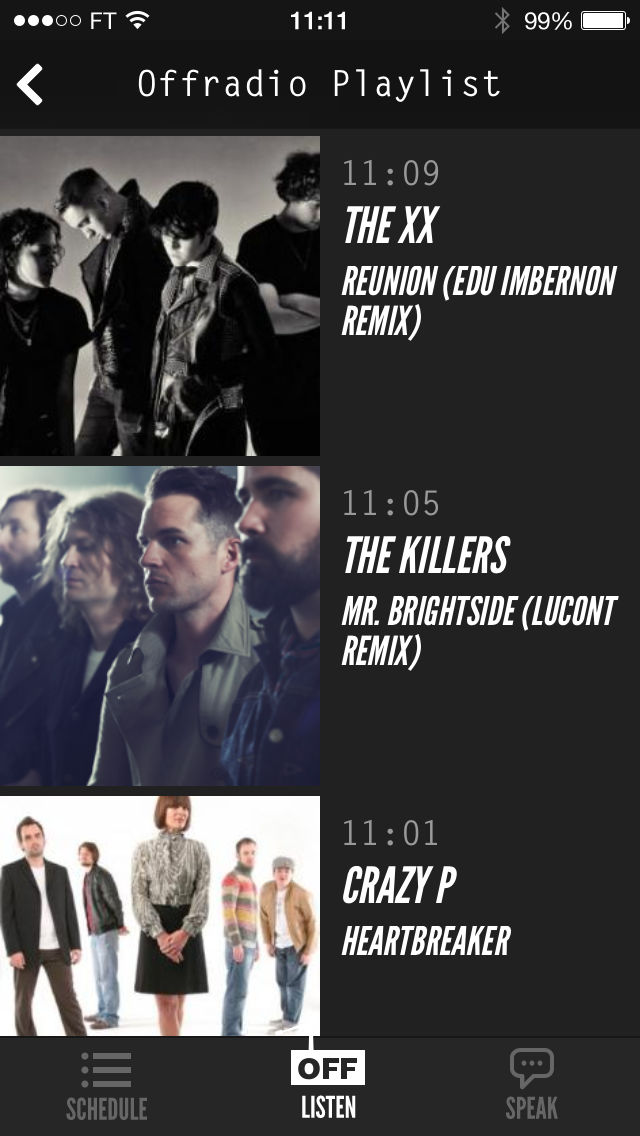 FT 11:11 99%
Offradio Playlist
11:09
THE XX
REUNION (EDU IMBERNON
REMIX)
11:05
THE KILLERS
MR. BRIGHTSIDE (LUCONT
REMIX)
11:01
CRAZY P
HEARTBREAKER
SCHEDULE
OFF
LISTEN
SPEAK